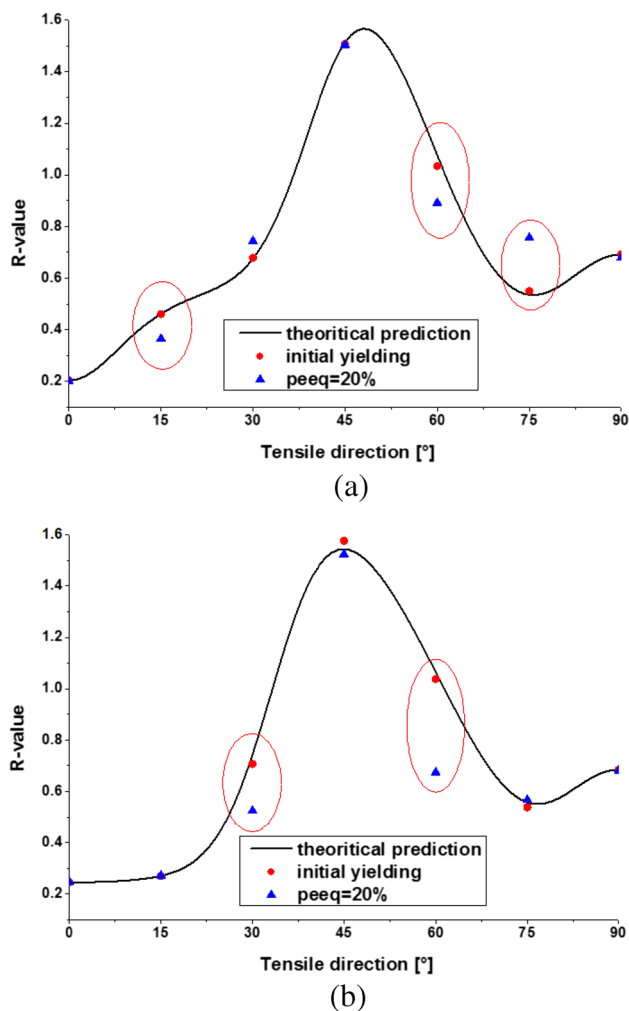 1.6
1.4
1.2
1.0
0.8
0.6
0.4
0.2
R-value
theoritical prediction
initial yielding
peeq=20%
0 15 30 45 60 75 90
Tensile direction [°]
(a)
1.6
1.4
1.2
1.0
0.8
0.6
0.4
0.2
R-value
theoritical prediction
initial yielding
peeq=20%
0 15 30 45 60 75 90
Tensile direction [°]
(b)